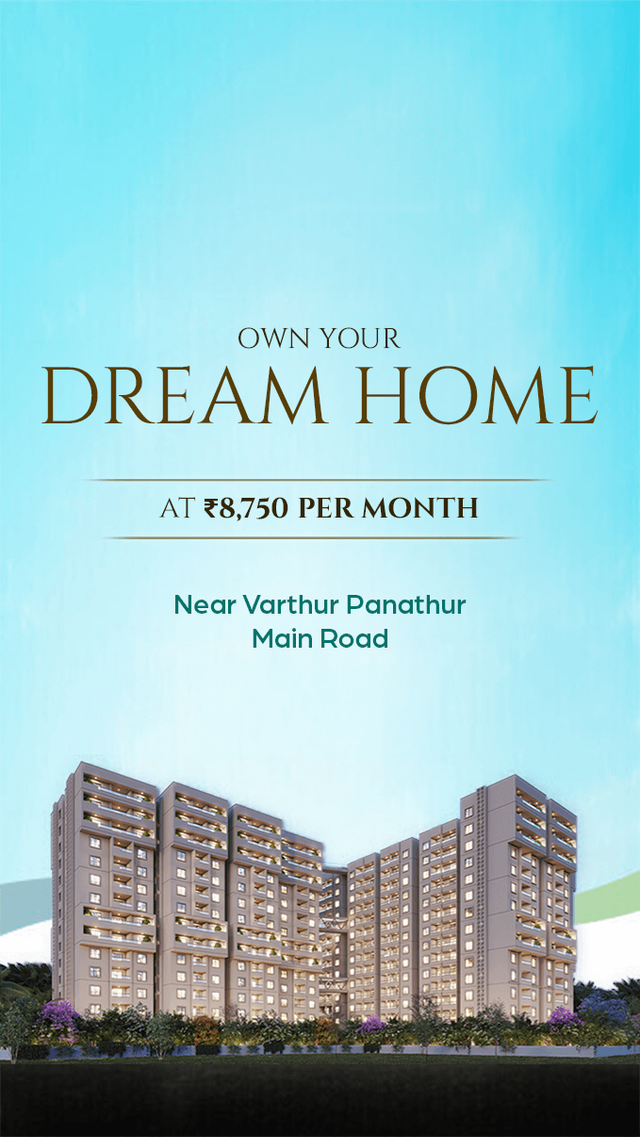 OWN YOUR
DREAM HOME
AT ₹8,750 PER MONTH
Near Varthur Panathur
Main Road